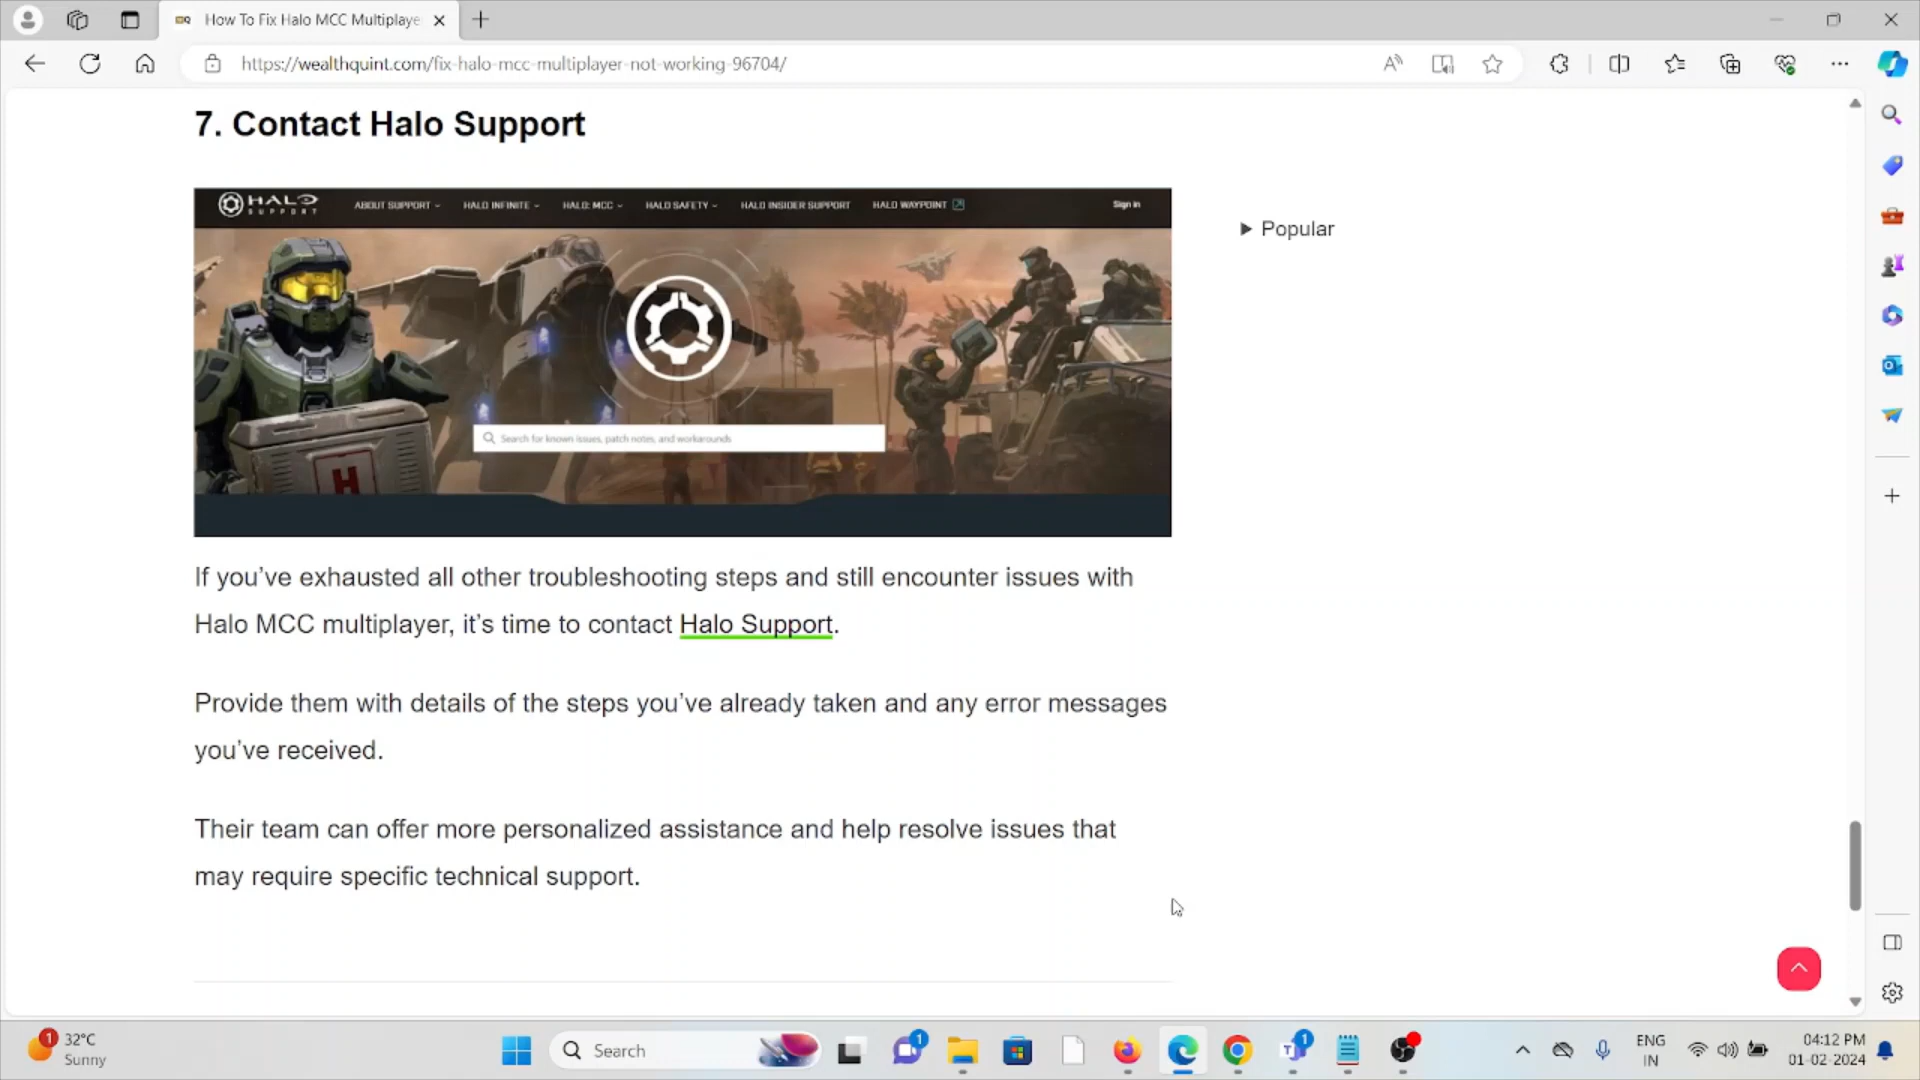 How To Fix Halo MCC Multiplaye
https://wealthquint.com/fix-halo-mcc-multiplayer-not-working-96704/
7. Contact Halo Support
HALO
SUPPORT
ABOUT SUPPORT
HALO INFINITE
HALO: MCC
HALO SAFETY
HALO INSIDER SUPPORT
HALO WAYPOINT
Sign in
Search for known issues, patch notes, and workarounds
H
Popular
If you've exhausted all other troubleshooting steps and still encounter issues with
Halo MCC multiplayer, it's time to contact Halo Support.
Provide them with details of the steps you've already taken and any error messages
you've received.
Their team can offer more personalized assistance and help resolve issues that
may require specific technical support.
1
32°C
Sunny
Search
1
1
ENG
IN
04:12 PM
01-02-2024